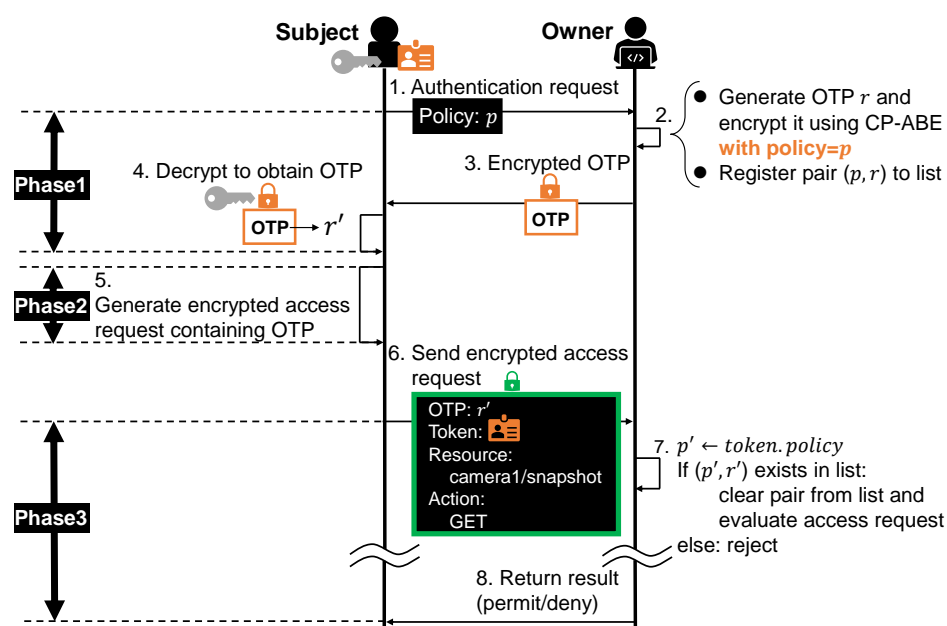 Subject
Owner
</>
1. Authentication request
Policy: p
2.
● Generate OTP r and
encrypt it using CP-ABE
with policy=p
● Register pair (p, r) to list
Phase1
3. Encrypted OTP
OTP
4. Decrypt to obtain OTP
OTP → r′
Phase2
5.
Generate encrypted access
request containing OTP
6. Send encrypted access
request
OTP: r′
Token:
Resource:
camera1/snapshot
Action:
GET
Phase3
7. p′ ← token.policy
If (p′, r′) exists in list:
clear pair from list and
evaluate access request
else: reject
8. Return result
(permit/deny)